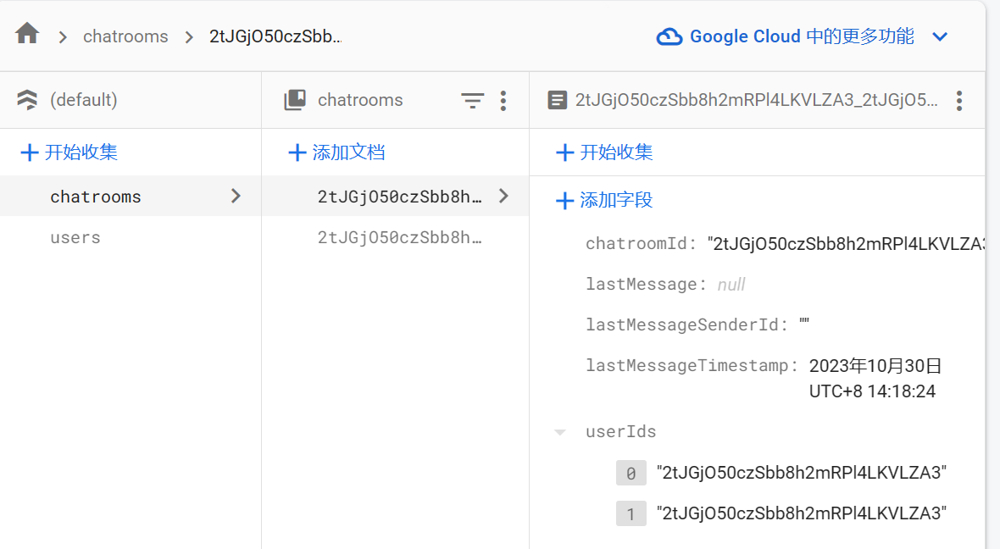 chatrooms
2tJGjO50czSbb…
Google Cloud 中的更多功能
(default)
chatrooms
2tJGjO50czSbb8h2mRPl4LKVLZA3_2tJGjO5…
开始收集
添加文档
开始收集
chatrooms
2tJGjO50czSbb8h…
添加字段
users
2tJGjO50czSbb8h…
chatroomId: "2tJGjO50czSbb8h2mRPl4LKVLZA3
lastMessage: null
lastMessageSenderId: ""
lastMessageTimestamp: 2023年10月30日
UTC+8 14:18:24
userIds
0 "2tJGjO50czSbb8h2mRPl4LKVLZA3"
1 "2tJGjO50czSbb8h2mRPl4LKVLZA3"